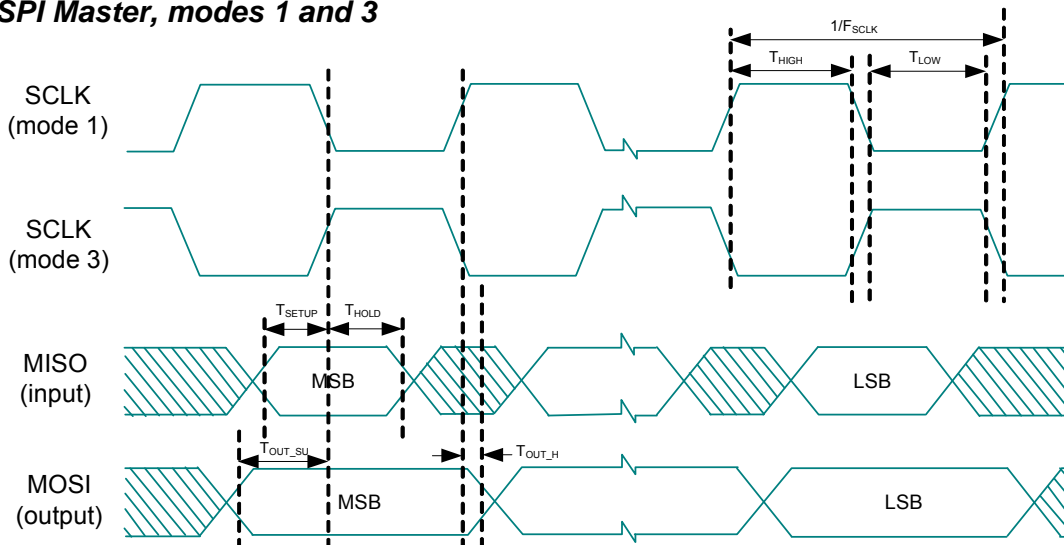 SPI Master, modes 1 and 3
1/FSCLK
THIGH
TLOW
SCLK
(mode 1)
SCLK
(mode 3)
TSETUP
THOLD
MISO
(input)
MSB
LSB
TOUT_SU
TOUT_H
MOSI
(output)
MSB
LSB